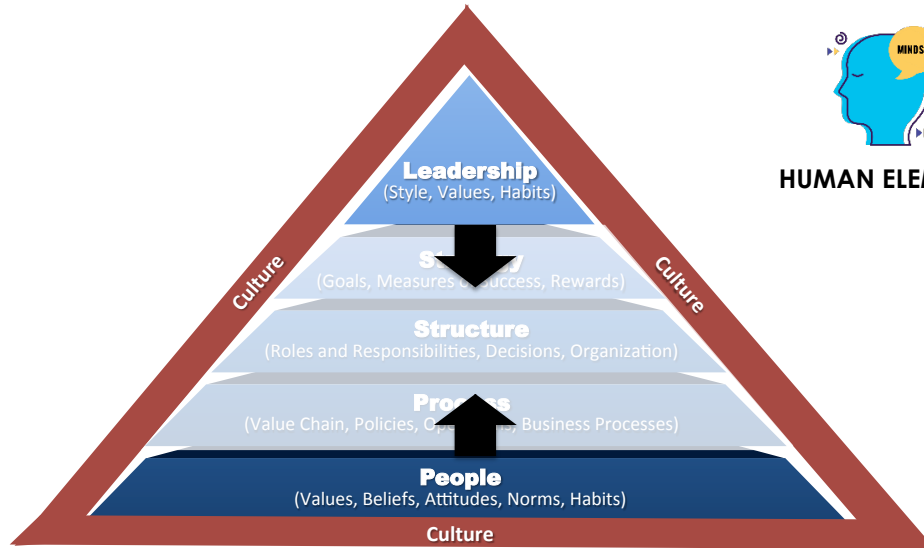 MINDS
HUMAN ELEM
Leadership
(Style, Values, Habits)
(Goals, Measures Success, Rewards)
Culture
Culture
Structure
(Roles and Responsibilities, Decisions, Organization)
(Value Chain, Policies, Business Processes)
People
(Values, Beliefs, Attitudes, Norms, Habits)
Culture